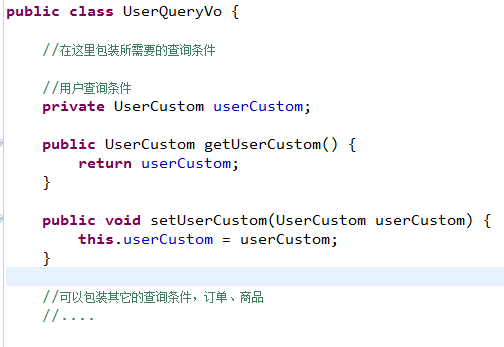 public class UserQueryVo {
//在这里包装所需要的查询条件
//用户查询条件
private UserCustom userCustom;
public UserCustom getUserCustom() {
return userCustom;
}
public void setUserCustom(UserCustom userCustom) {
this.userCustom = userCustom;
}
//可以包装其它的查询条件，订单、商品
//....